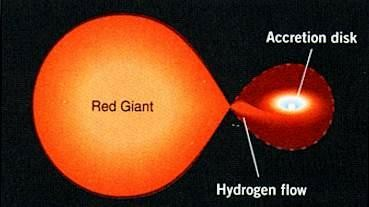 Accretion disk
Red Giant
Hydrogen flow